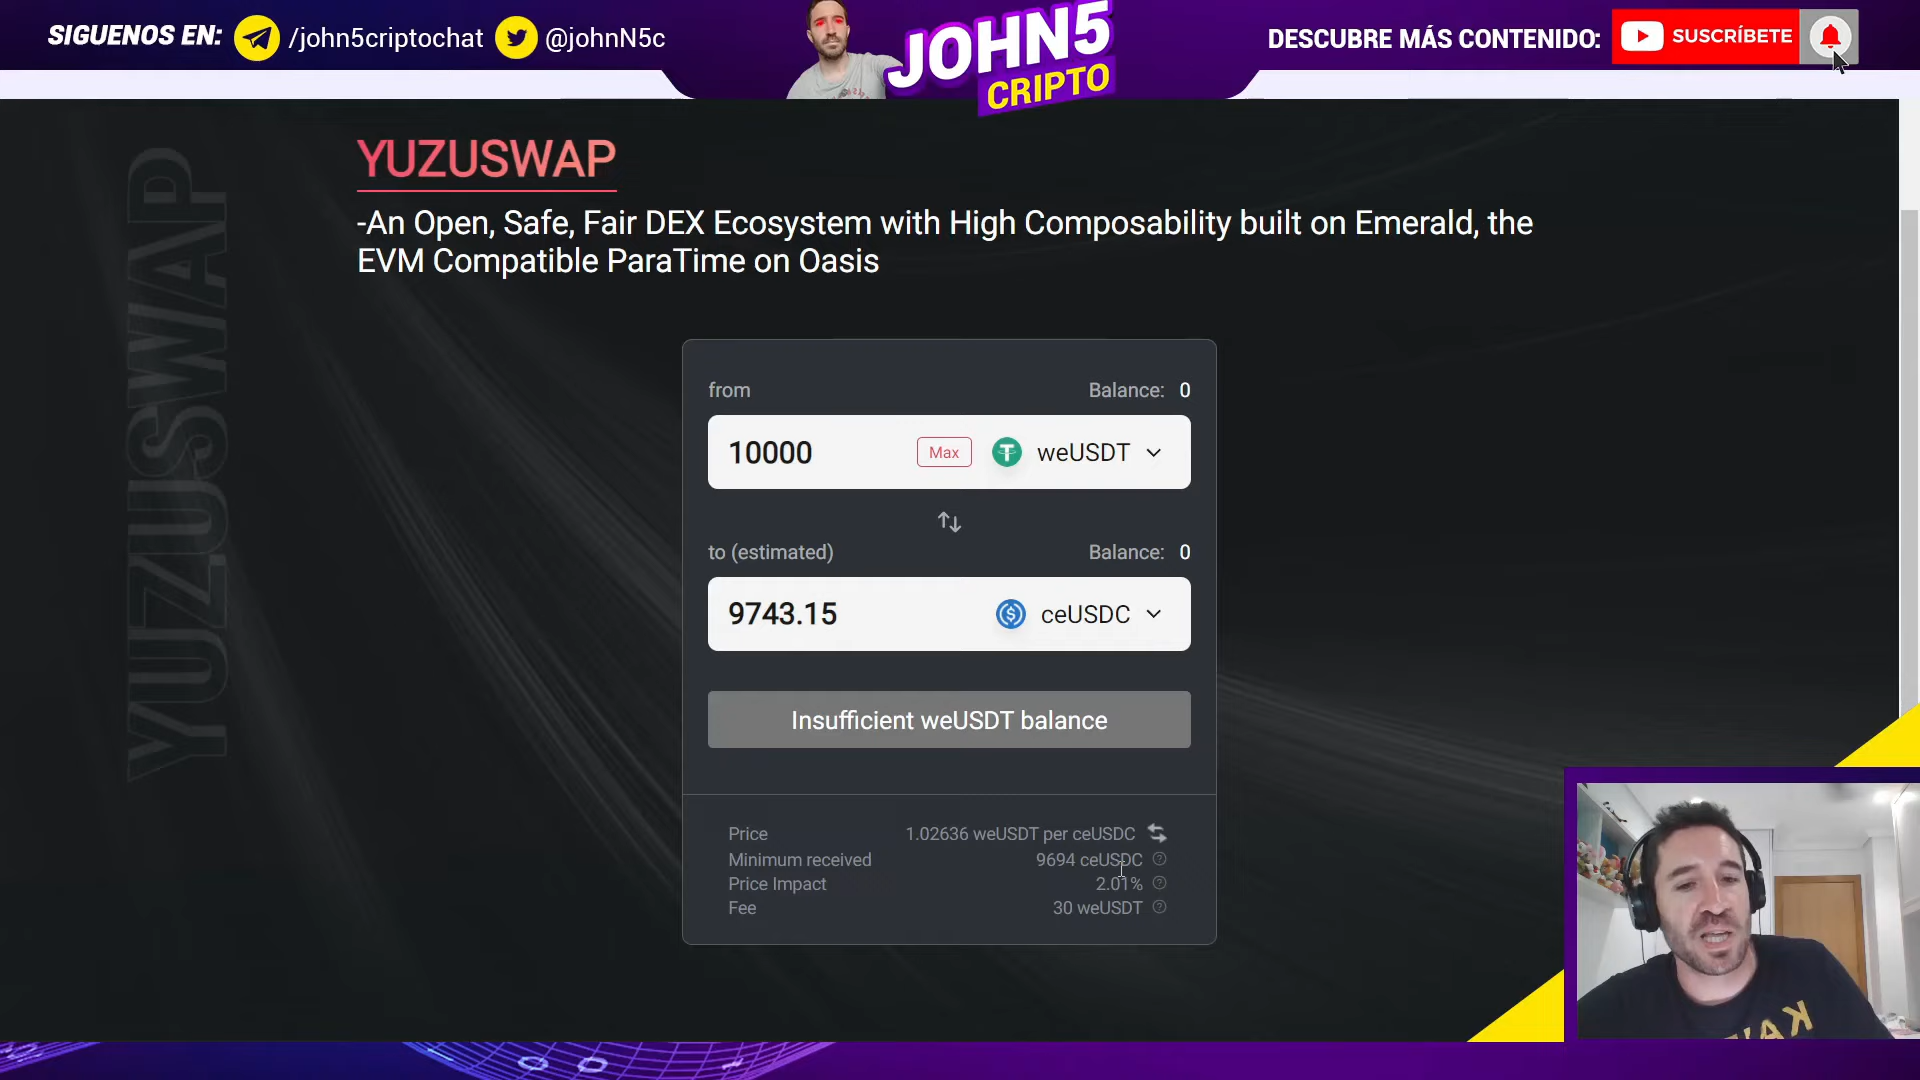 SIGUENOS EN: /john5criptochat @johnN5c
JOHN5
CRIPTO
DESCUBRE MÁS CONTENIDO: SUSCRÍBETE
YUZUSWAP
YUZUSWAP
-An Open, Safe, Fair DEX Ecosystem with High Composability built on Emerald, the
EVM Compatible ParaTime on Oasis
from Balance: 0
10000 Max weUSDT
to (estimated) Balance: 0
9743.15 ceUSDC
Insufficient weUSDT balance
Price 1.02636 weUSDT per ceUSDC
Minimum received 9694 ceUSDC
Price Impact 2.01%
Fee 30 weUSDT